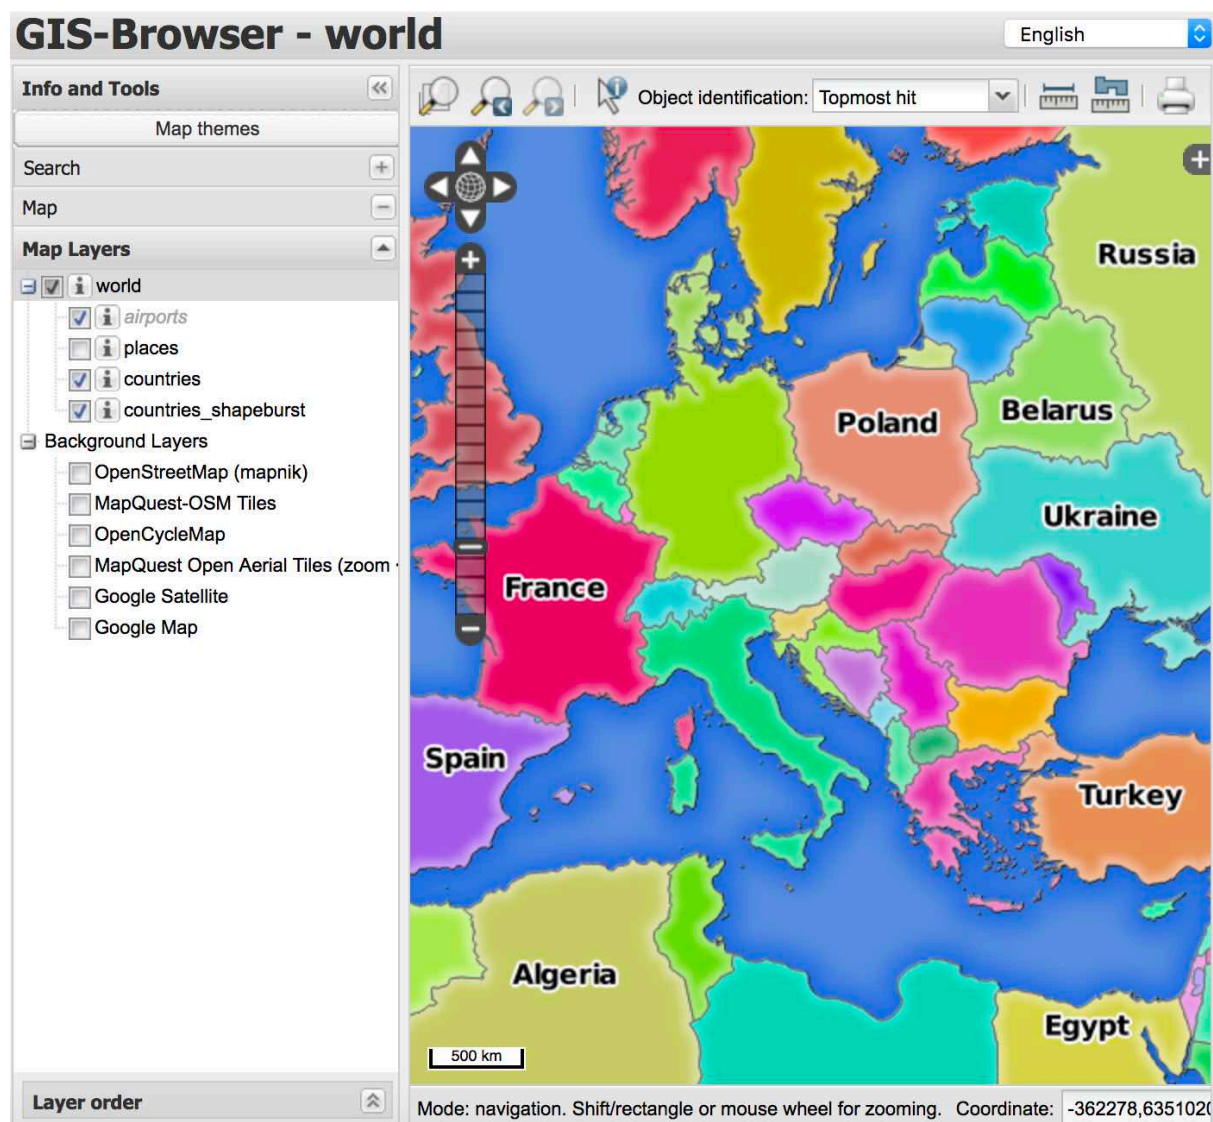 GIS-Browser - world
English
Info and Tools
Map themes
Search
Map
Map Layers
world
airports
places
countries
countries_shapeburst
Background Layers
OpenStreetMap (mapnik)
MapQuest-OSM Tiles
OpenCycleMap
MapQuest Open Aerial Tiles (zoom
Google Satellite
Google Map
Layer order
Object identification: Topmost hit
Russia
Poland
Belarus
Ukraine
France
Spain
Turkey
Algeria
Egypt
500 km
Mode: navigation. Shift/rectangle or mouse wheel for zooming. Coordinate: -362278,6351020